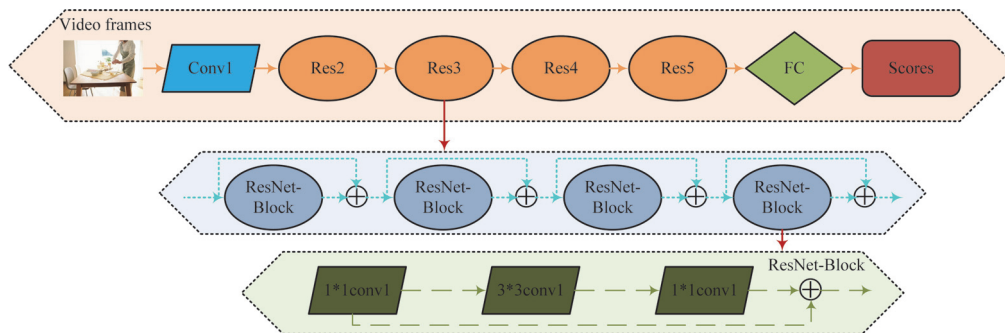 Video frames
Conv1
Res2
Res3
Res4
Res5
FC
Scores
ResNet-
Block
ResNet-
Block
ResNet-
Block
ResNet-
Block
ResNet-Block
1*1conv1
3*3conv1
1*1conv1